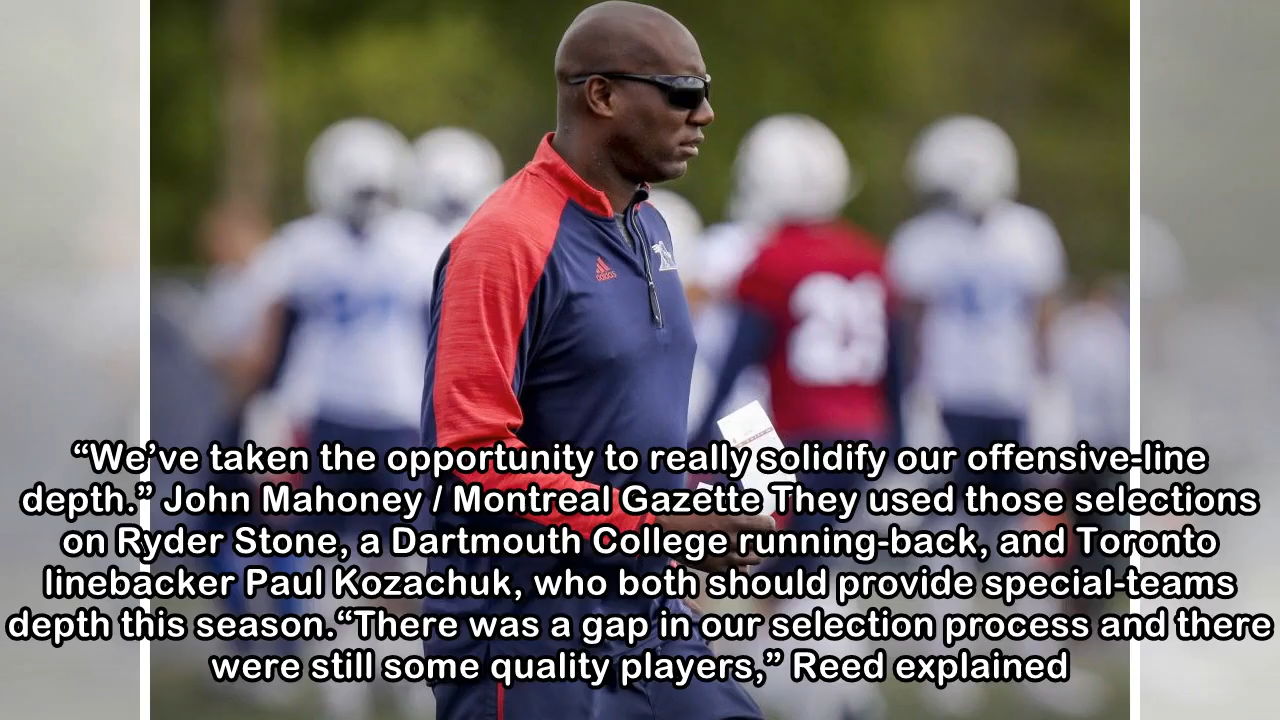 adidas
29
“We’ve taken the opportunity to really solidify our offensive-line
depth.” John Mahoney / Montreal Gazette They used those selections
on Ryder Stone, a Dartmouth College running-back, and Toronto
linebacker Paul Kozachuk, who both should provide special-teams
depth this season.“There was a gap in our selection process and there
were still some quality players,” Reed explained